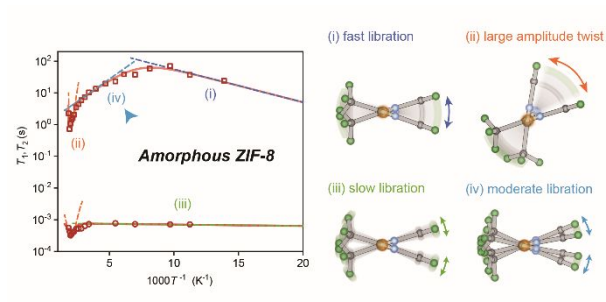 10²
10¹
10⁰
10⁻¹
10⁻²
10⁻³
10⁻⁴
T₁, T₂ (s)
(i)
(iv)
(ii)
Amorphous ZIF-8
(iii)
5 10 15 20
1000T⁻¹ (K⁻¹)
(i) fast libration
(ii) large amplitude twist
(iii) slow libration
(iv) moderate libration